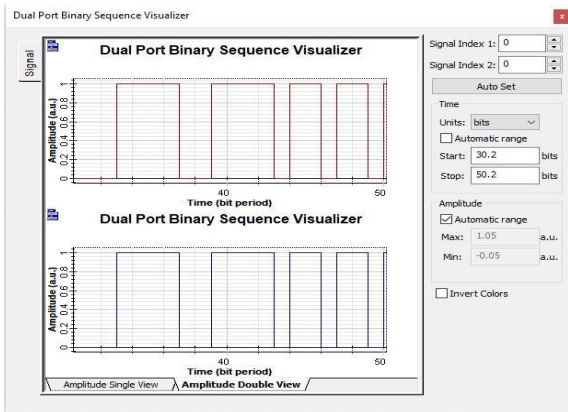 Dual Port Binary Sequence Visualizer
x
Signal
Dual Port Binary Sequence Visualizer
Amplitude (a.u.)
1
0.8
0.6
0.4
0.2
0
40
50
Time (bit period)
Dual Port Binary Sequence Visualizer
Amplitude (a.u.)
1
0.8
0.6
0.4
0.2
0
40
50
Time (bit period)
Amplitude Single View
Amplitude Double View
Signal Index 1: 0
Signal Index 2: 0
Auto Set
Time
Units: bits
Automatic range
Start: 30.2 bits
Stop: 50.2 bits
Amplitude
Automatic range
Max: 1.05 a.u.
Min: -0.05 a.u.
Invert Colors